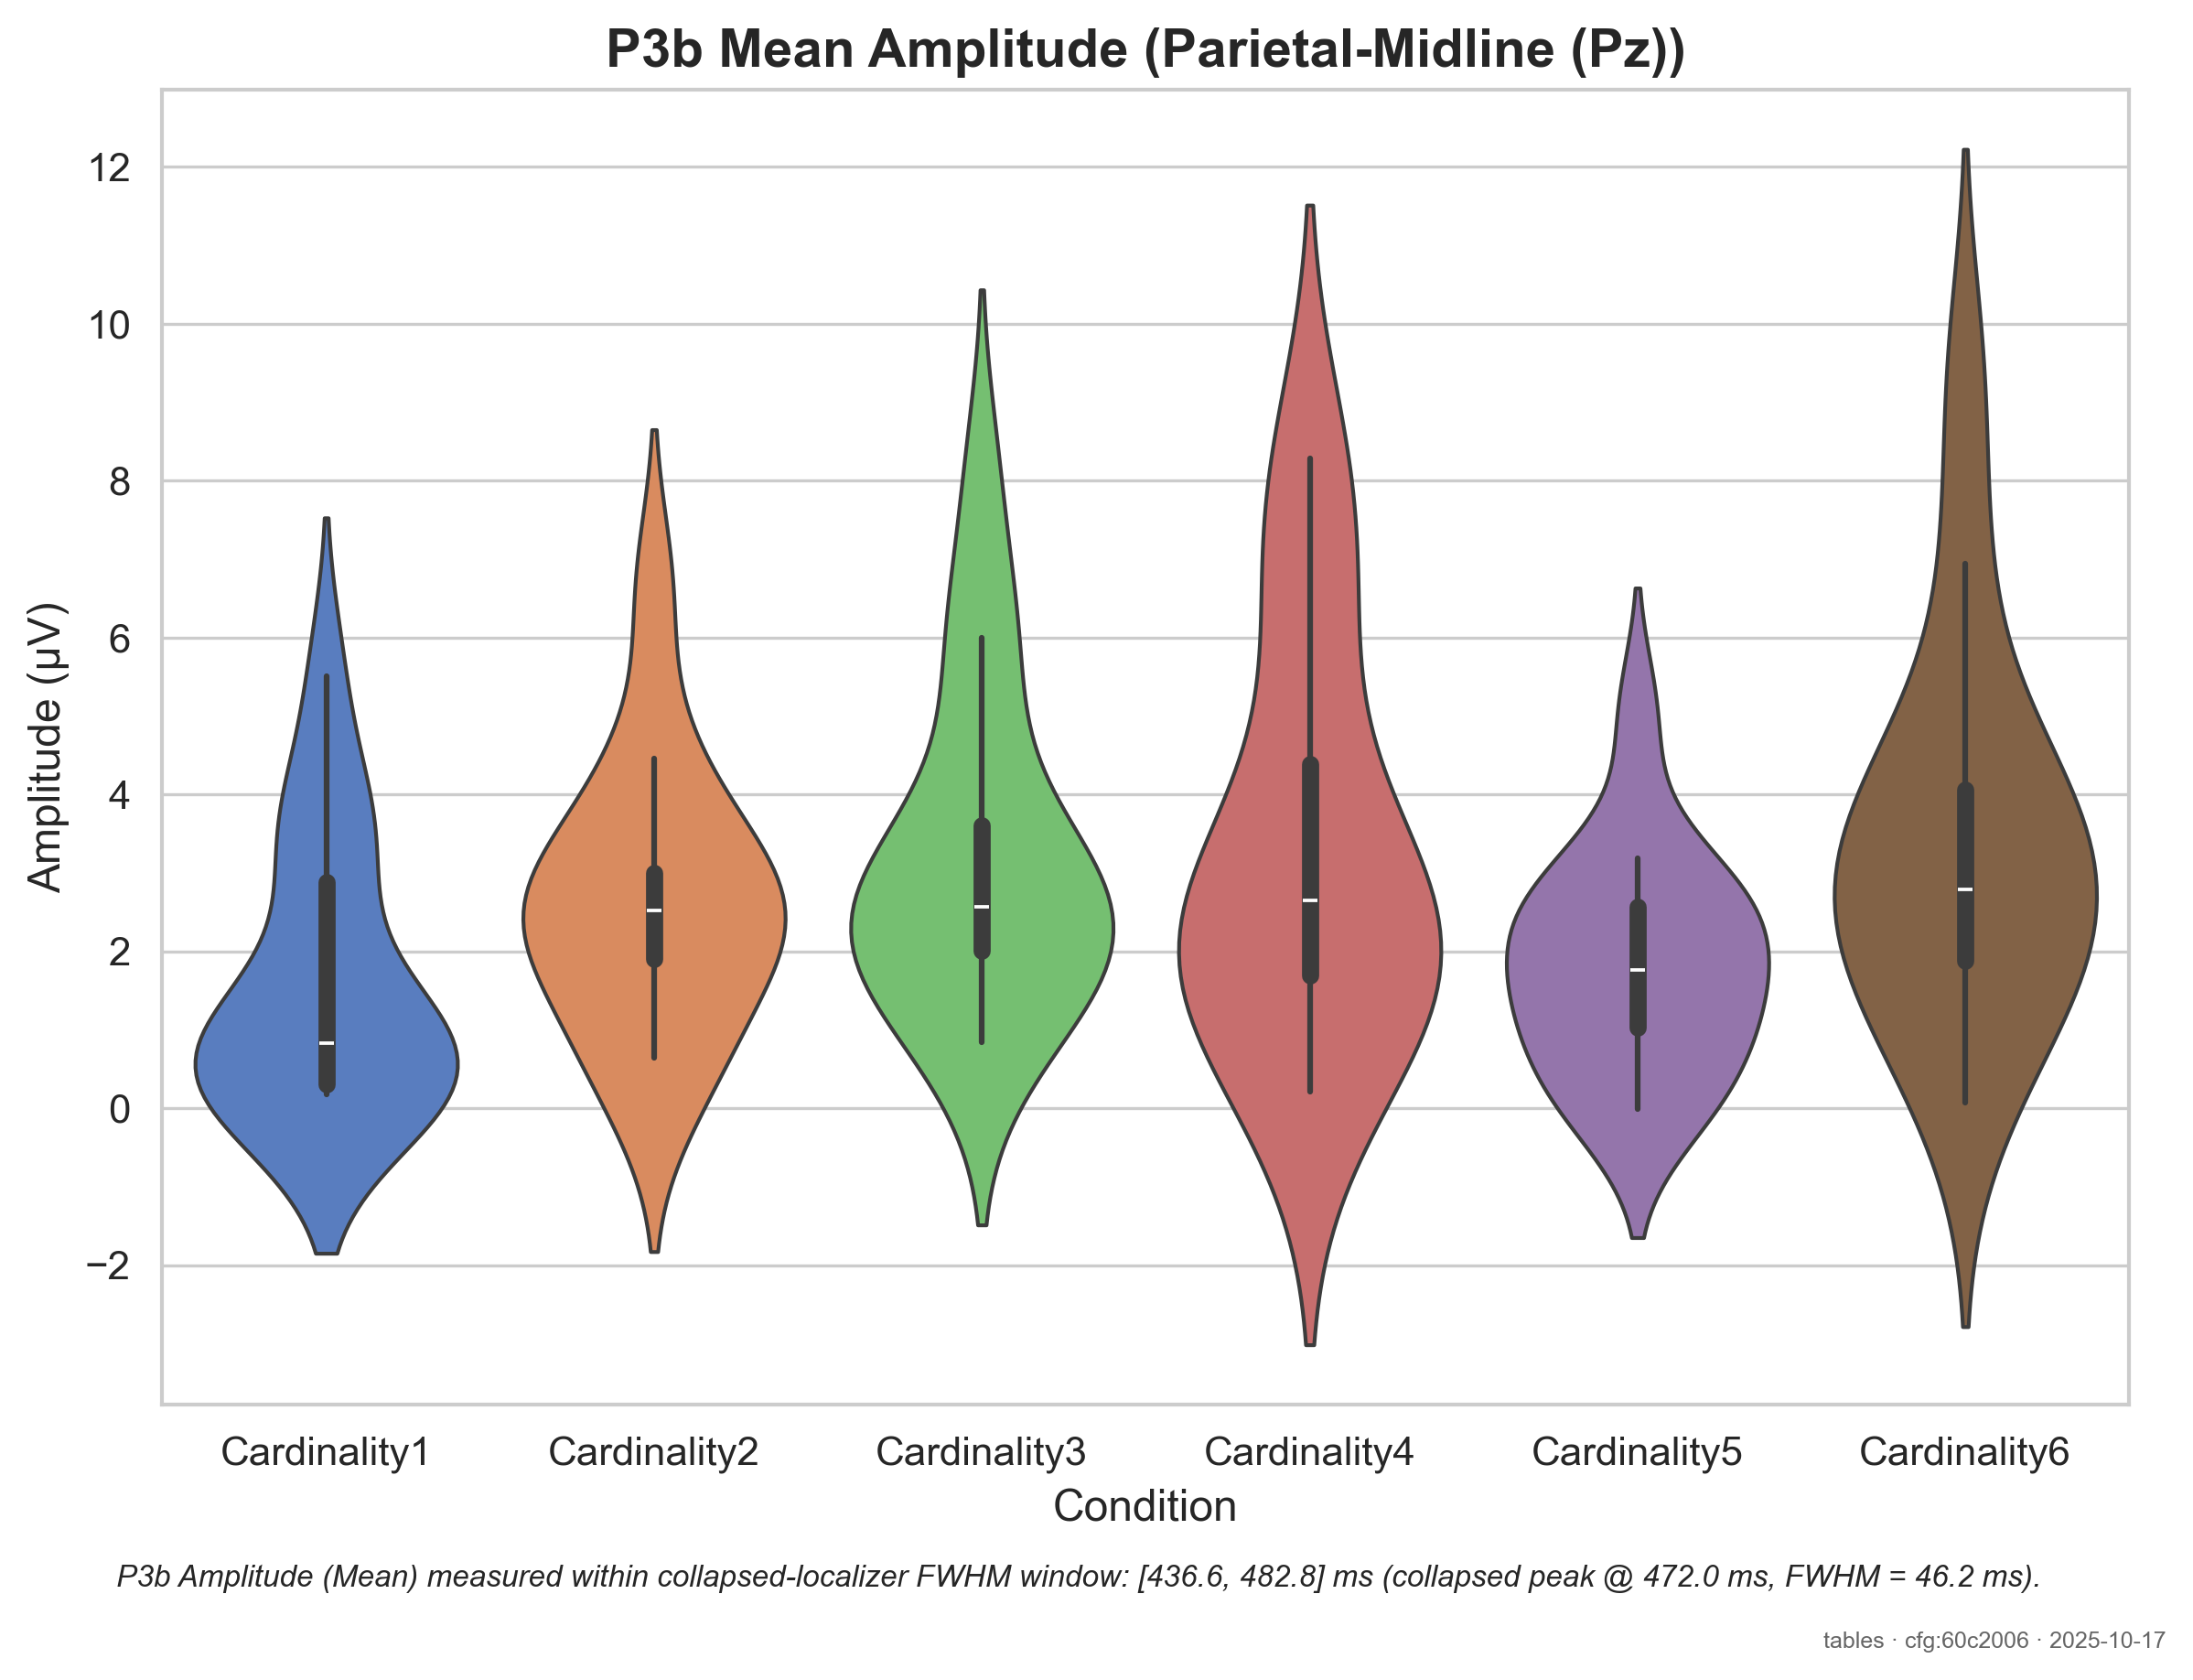 P3b Mean Amplitude (Parietal-Midline (Pz))
Amplitude (µV)
12
10
8
6
4
2
0
−2
Cardinality1 Cardinality2 Cardinality3 Cardinality4 Cardinality5 Cardinality6
Condition
P3b Amplitude (Mean) measured within collapsed-localizer FWHM window: [436.6, 482.8] ms (collapsed peak @ 472.0 ms, FWHM = 46.2 ms).
tables · cfg:60c2006 · 2025-10-17